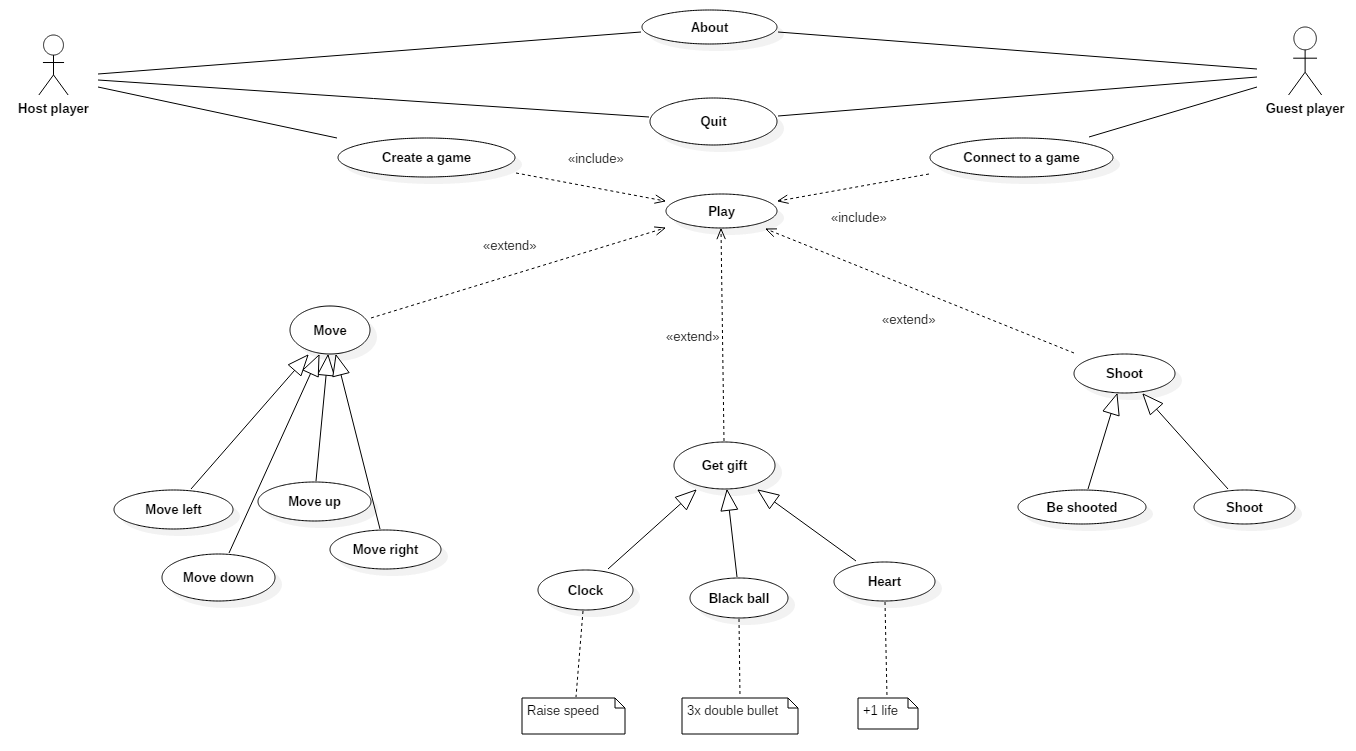 About
Host player
Guest player
Quit
Create a game
«include»
Connect to a game
Play
«include»
«extend»
Move
«extend»
«extend»
Shoot
Get gift
Move left
Move up
Be shooted
Shoot
Move right
Move down
Clock
Black ball
Heart
Raise speed
3x double bullet
+1 life